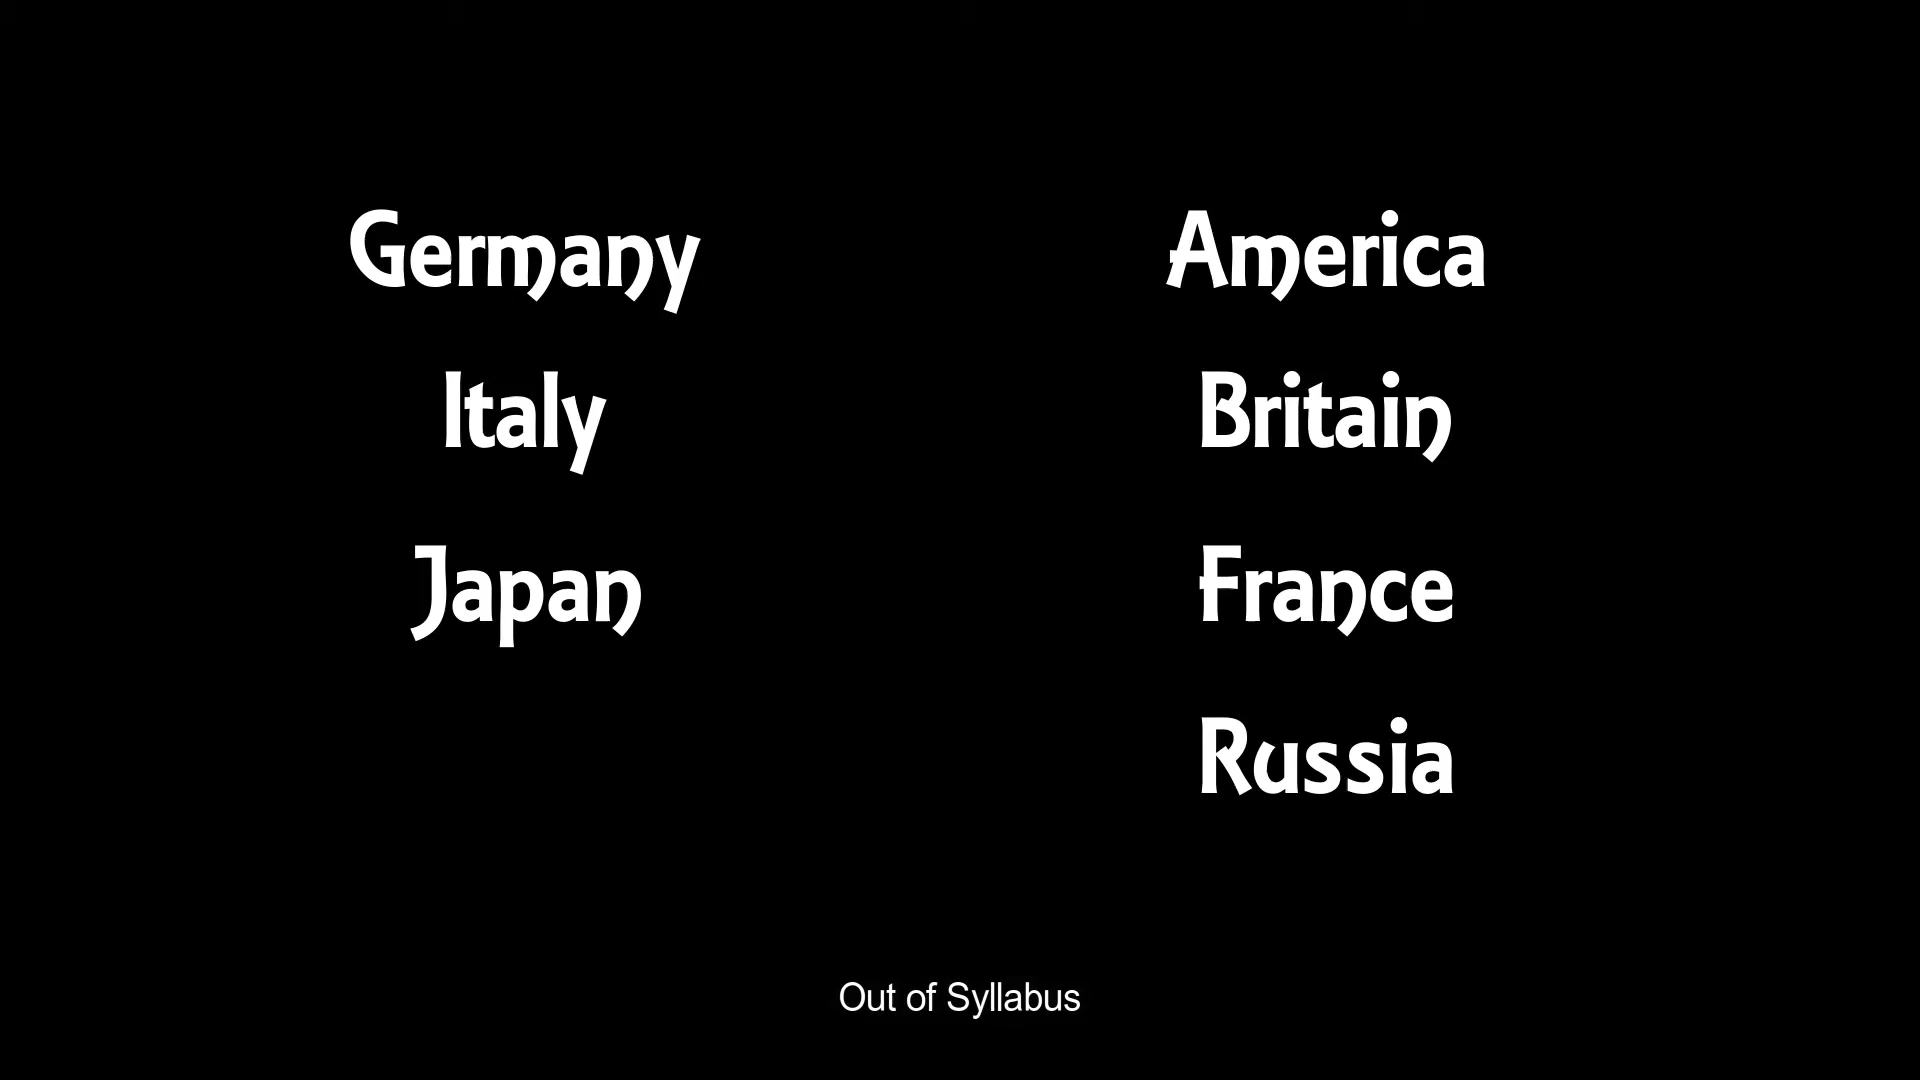 Germany
Italy
Japan
America
Britain
France
Russia
Out of Syllabus